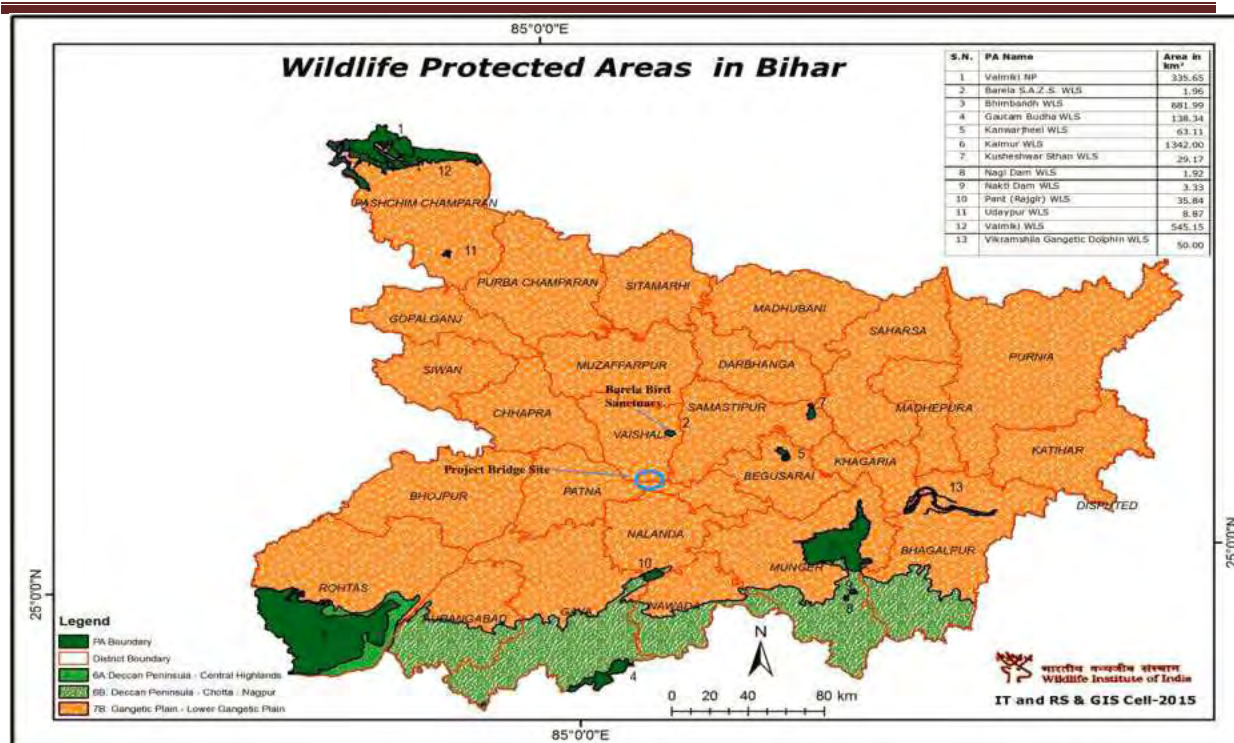 85°0'0"E
Wildlife Protected Areas in Bihar
S.N. PA Name Area in km²
1 Valmiki NP 335.65
2 Barela S.A.Z.S. WLS 1.96
3 Bhimbandh WLS 681.99
4 Gautam Budha WLS 138.34
5 Kanwarjheel WLS 63.11
6 Kaimur WLS 1342.00
7 Kusheshwar Sthan WLS 29.17
8 Nagi Dam WLS 1.92
9 Nakti Dam WLS 3.33
10 Pant (Rajgir) WLS 35.84
11 Udaypur WLS 8.87
12 Valmiki WLS 545.15
13 Vikramshila Gangetic Dolphin WLS 50.00
1
12
PASHCHIM CHAMPARAN
11
PURBA CHAMPARAN
SITAMARHI
MADHUBANI
GOPALGANJ
SAHARSA
PURNIA
SIWAN
MUZAFFARPUR
DARBHANGA
Barela Bird
Sanctuary
SAMASTIPUR
7
MADHEPURA
CHHAPRA
VAISHALI
2
KATIHAR
Project Bridge Site
5
KHAGARIA
BEGUSARAI
BHOJPUR
PATNA
13
DISPUTED
NALANDA
BHAGALPUR
10
MUNGER
25°0'0"N
25°0'0"N
ROHTAS
GAYA
NAWADA
AURANGABAD
8
4
Legend
PA Boundary
District Boundary
6A:Deccan Peninsula - Central Highlands
6B: Deccan Peninsula - Chotta - Nagpur
7B: Gangetic Plain - Lower Gangetic Plain
N
0 20 40 80 km
भारतीय वन्यजीव संस्थान
Wildlife Institute of India
IT and RS & GIS Cell-2015
85°0'0"E